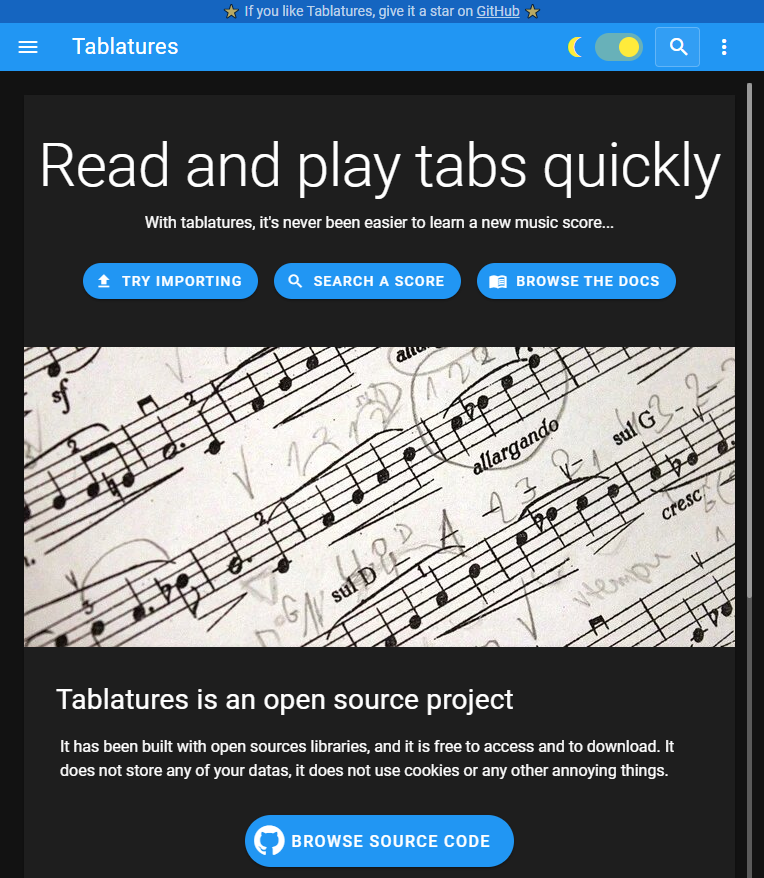 If you like Tablatures, give it a star on GitHub
Tablatures
Read and play tabs quickly
With tablatures, it's never been easier to learn a new music score...
TRY IMPORTING
SEARCH A SCORE
BROWSE THE DOCS
sf
allargando
sul G
cresc
sul D
Tablatures is an open source project
It has been built with open sources libraries, and it is free to access and to download. It
does not store any of your datas, it does not use cookies or any other annoying things.
BROWSE SOURCE CODE